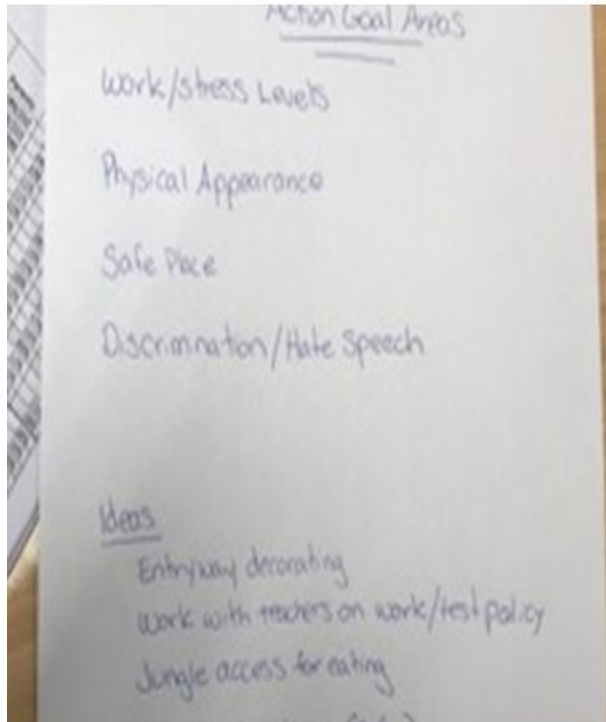 Action Goal Areas
Work/stress Levels
Physical Appearance
Safe Place
Discrimination/Hate Speech
Ideas
Entryway decorating
Work with teachers on work/test policy
Jungle access for eating